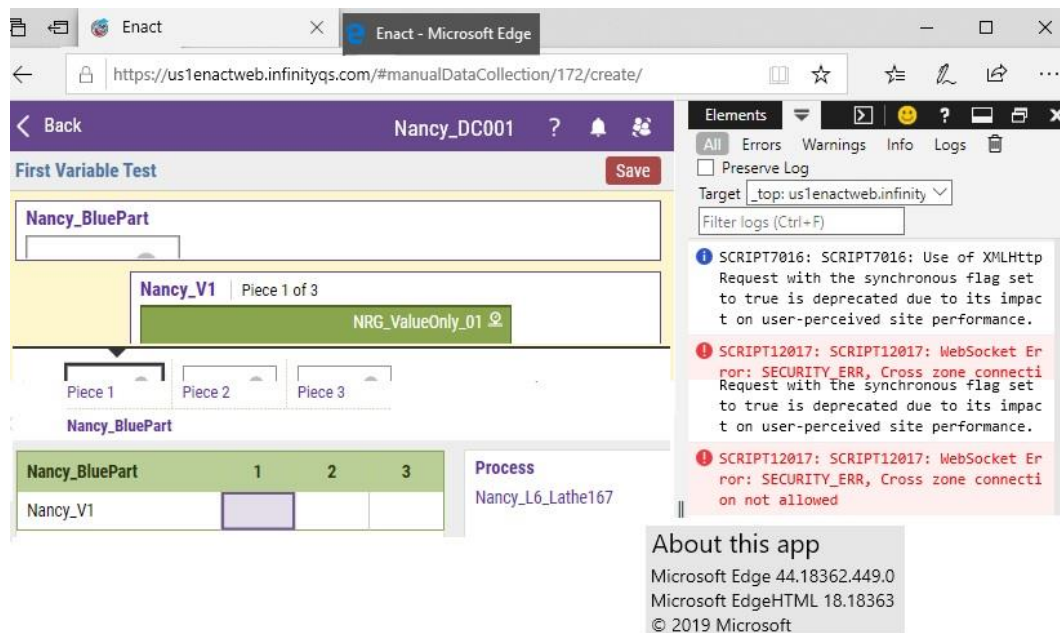 Enact
Enact - Microsoft Edge
https://us1enactweb.infinityqs.com/#manualDataCollection/172/create/
Back
Nancy_DC001 ?
First Variable Test
Save
Nancy_BluePart
Nancy_V1 Piece 1 of 3
NRG_ValueOnly_01
Piece 1 Piece 2 Piece 3
Nancy_BluePart
Nancy_BluePart 1 2 3
Nancy_V1
Process
Nancy_L6_Lathe167
Elements ?
All Errors Warnings Info Logs
Preserve Log
Target _top: us1enactweb.infinity
Filter logs (Ctrl+F)
SCRIPT7016: SCRIPT7016: Use of XMLHttp
Request with the synchronous flag set
to true is deprecated due to its impac
t on user-perceived site performance.
SCRIPT12017: SCRIPT12017: WebSocket Er
ror: SECURITY_ERR, Cross zone connecti
Request with the synchronous flag set
to true is deprecated due to its impac
t on user-perceived site performance.
SCRIPT12017: SCRIPT12017: WebSocket Er
ror: SECURITY_ERR, Cross zone connecti
on not allowed
About this app
Microsoft Edge 44.18362.449.0
Microsoft EdgeHTML 18.18363
© 2019 Microsoft